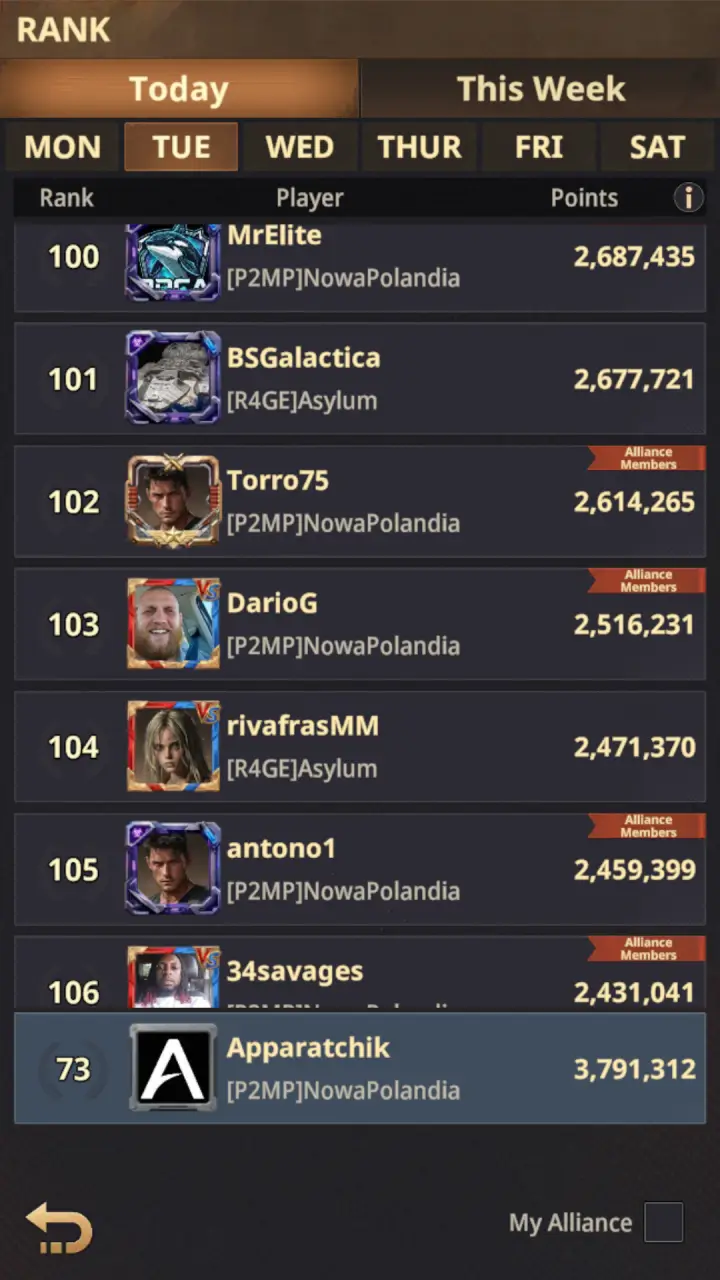 RANK
Today
This Week
MON
TUE
WED
THUR
FRI
SAT
Rank
Player
Points
i
100
MrElite
[P2MP]NowaPolandia
2,687,435
101
BSGalactica
[R4GE]Asylum
2,677,721
Alliance
Members
102
Torro75
[P2MP]NowaPolandia
2,614,265
Alliance
Members
103
VS
DarioG
[P2MP]NowaPolandia
2,516,231
104
VS
rivafrasMM
[R4GE]Asylum
2,471,370
Alliance
Members
105
antono1
[P2MP]NowaPolandia
2,459,399
Alliance
Members
106
VS
34savages
2,431,041
73
A
Apparatchik
[P2MP]NowaPolandia
3,791,312
My Alliance